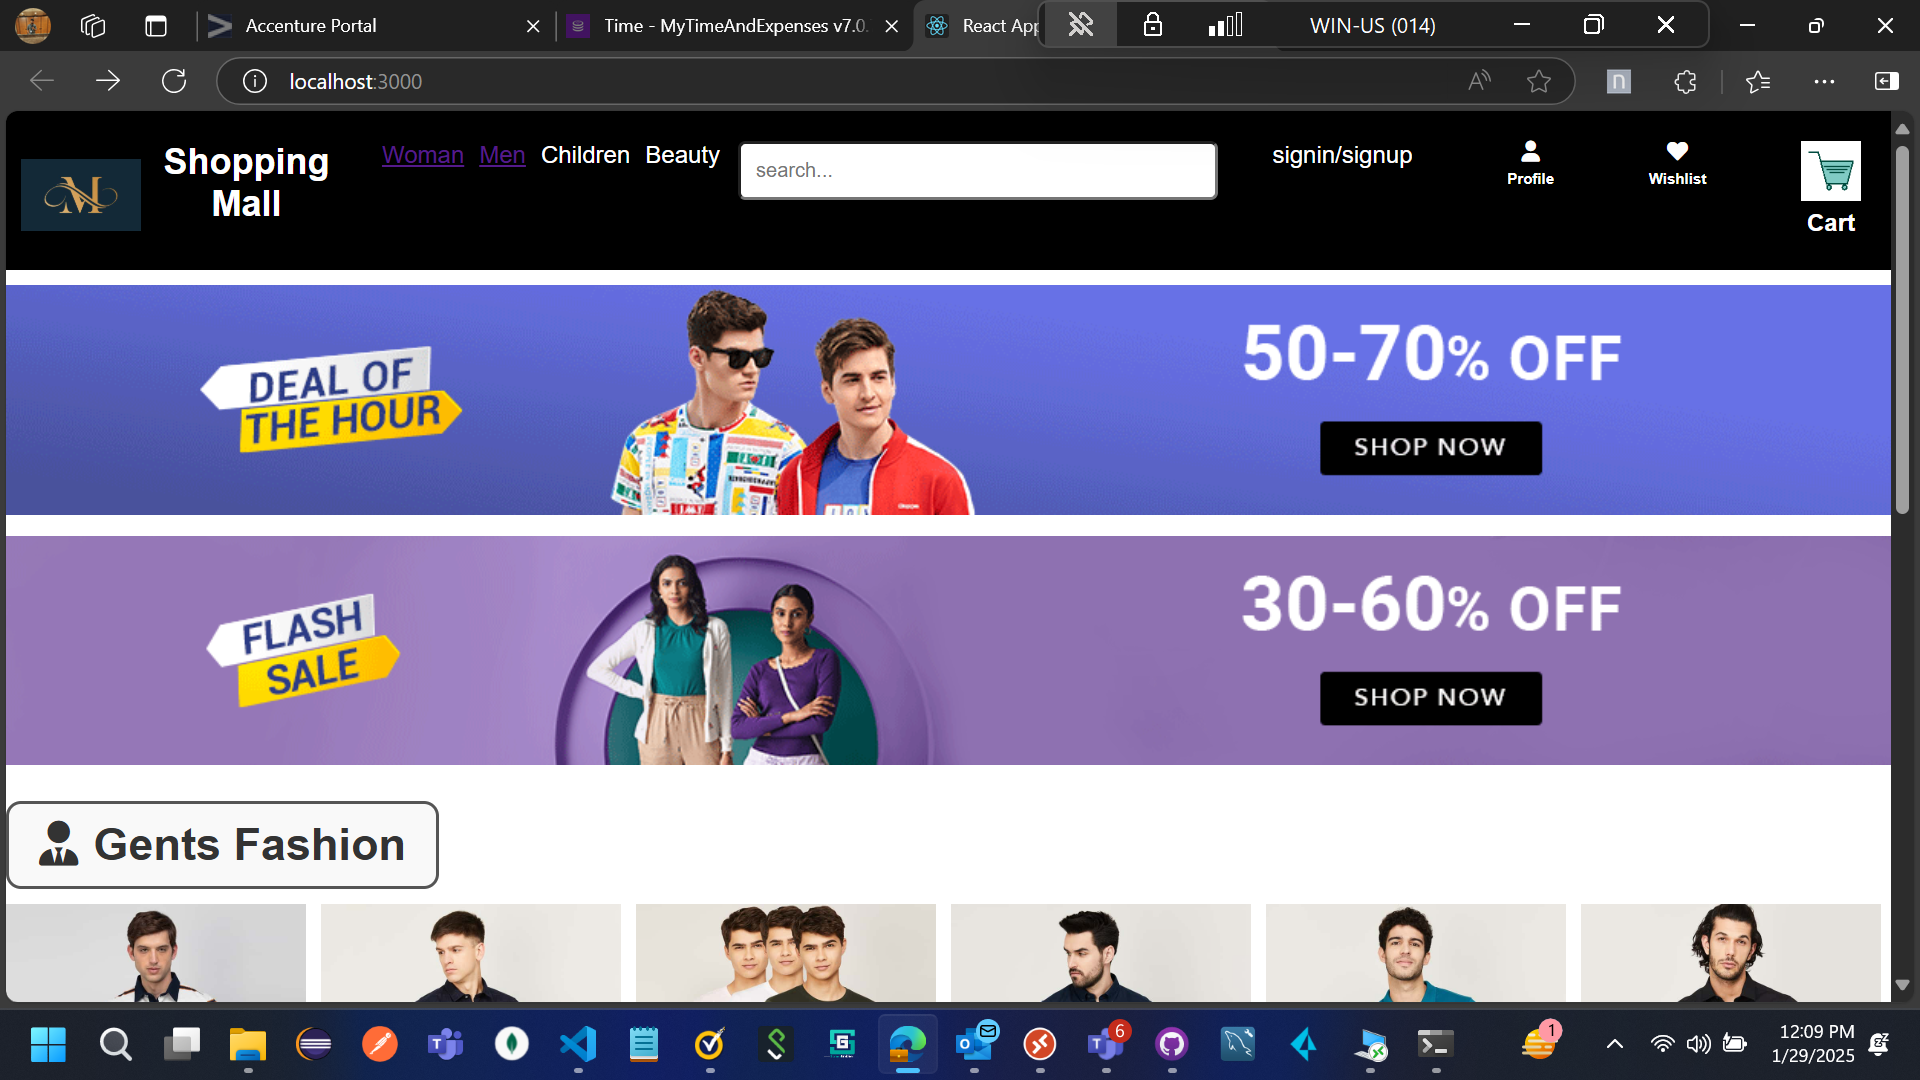 Accenture Portal
Time - MyTimeAndExpenses v7.0.
React App
WIN-US (014)
localhost:3000
Shopping
Mall
Woman Men Children Beauty
search...
signin/signup
Profile
Wishlist
Cart
DEAL OF
THE HOUR
50-70% OFF
SHOP NOW
FLASH
SALE
30-60% OFF
SHOP NOW
Gents Fashion
6
1
12:09 PM
1/29/2025